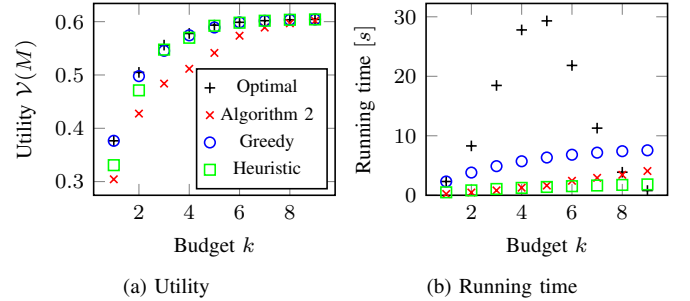 0.6
0.5
0.4
0.3
Utility V(M)
Optimal
Algorithm 2
Greedy
Heuristic
2 4 6 8
Budget k
(a) Utility
30
20
10
0
Running time [s]
2 4 6 8
Budget k
(b) Running time